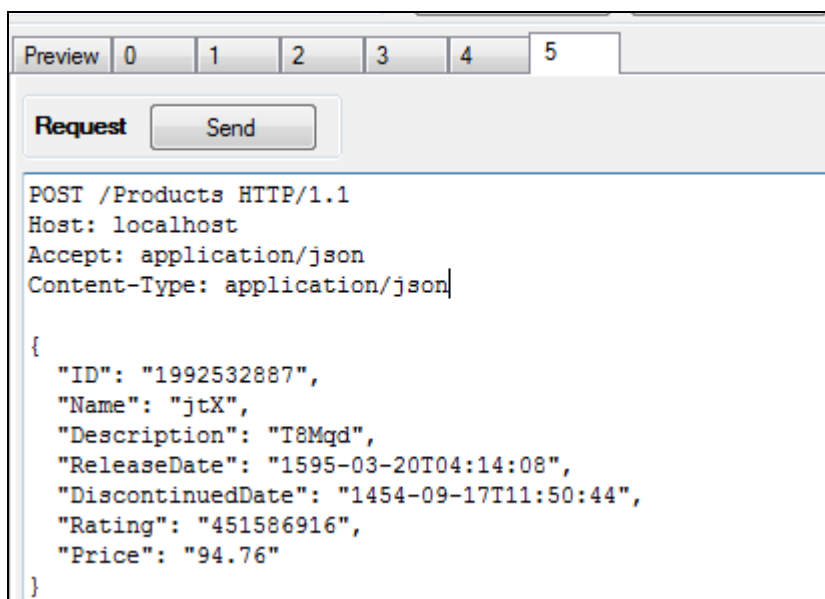 Preview 0 1 2 3 4 5
Request Send
POST /Products HTTP/1.1
Host: localhost
Accept: application/json
Content-Type: application/json
{
"ID": "1992532887",
"Name": "jtX",
"Description": "T8Mqd",
"ReleaseDate": "1595-03-20T04:14:08",
"DiscontinuedDate": "1454-09-17T11:50:44",
"Rating": "451586916",
"Price": "94.76"
}